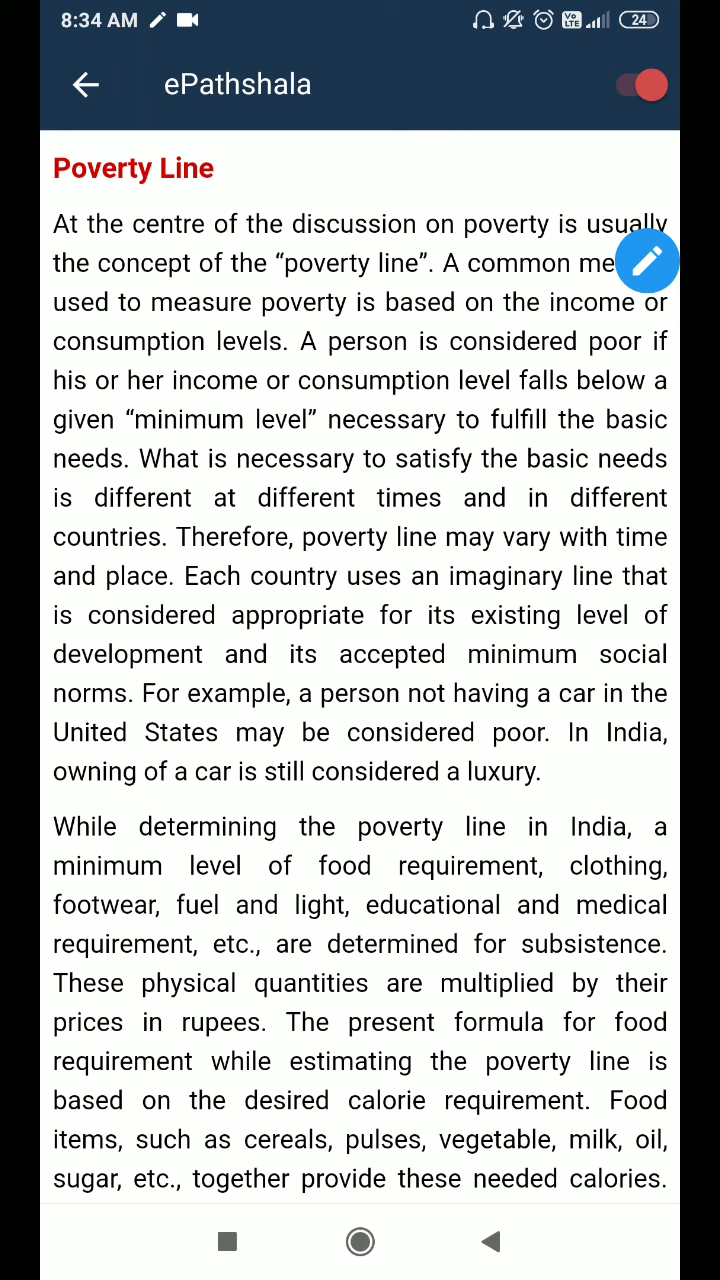 8:34 AM
Vo LTE
24
ePathshala
Poverty Line
At the centre of the discussion on poverty is usually
the concept of the “poverty line”. A common me
used to measure poverty is based on the income or
consumption levels. A person is considered poor if
his or her income or consumption level falls below a
given “minimum level” necessary to fulfill the basic
needs. What is necessary to satisfy the basic needs
is different at different times and in different
countries. Therefore, poverty line may vary with time
and place. Each country uses an imaginary line that
is considered appropriate for its existing level of
development and its accepted minimum social
norms. For example, a person not having a car in the
United States may be considered poor. In India,
owning of a car is still considered a luxury.
While determining the poverty line in India, a
minimum level of food requirement, clothing,
footwear, fuel and light, educational and medical
requirement, etc., are determined for subsistence.
These physical quantities are multiplied by their
prices in rupees. The present formula for food
requirement while estimating the poverty line is
based on the desired calorie requirement. Food
items, such as cereals, pulses, vegetable, milk, oil,
sugar, etc., together provide these needed calories.